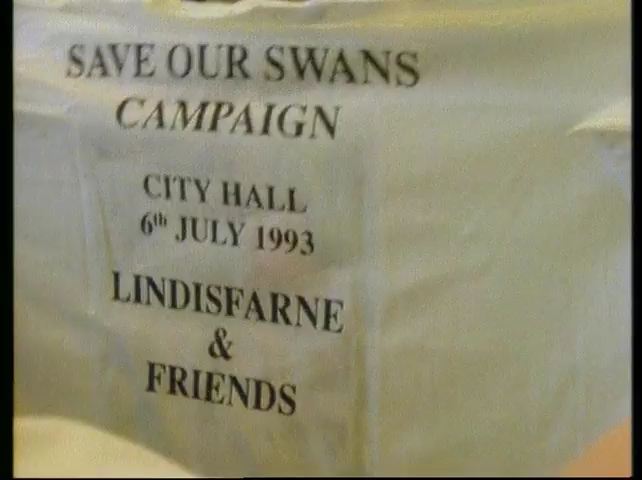 SAVE OUR SWANS
CAMPAIGN
CITY HALL
6th JULY 1993
LINDISFARNE
&
FRIENDS